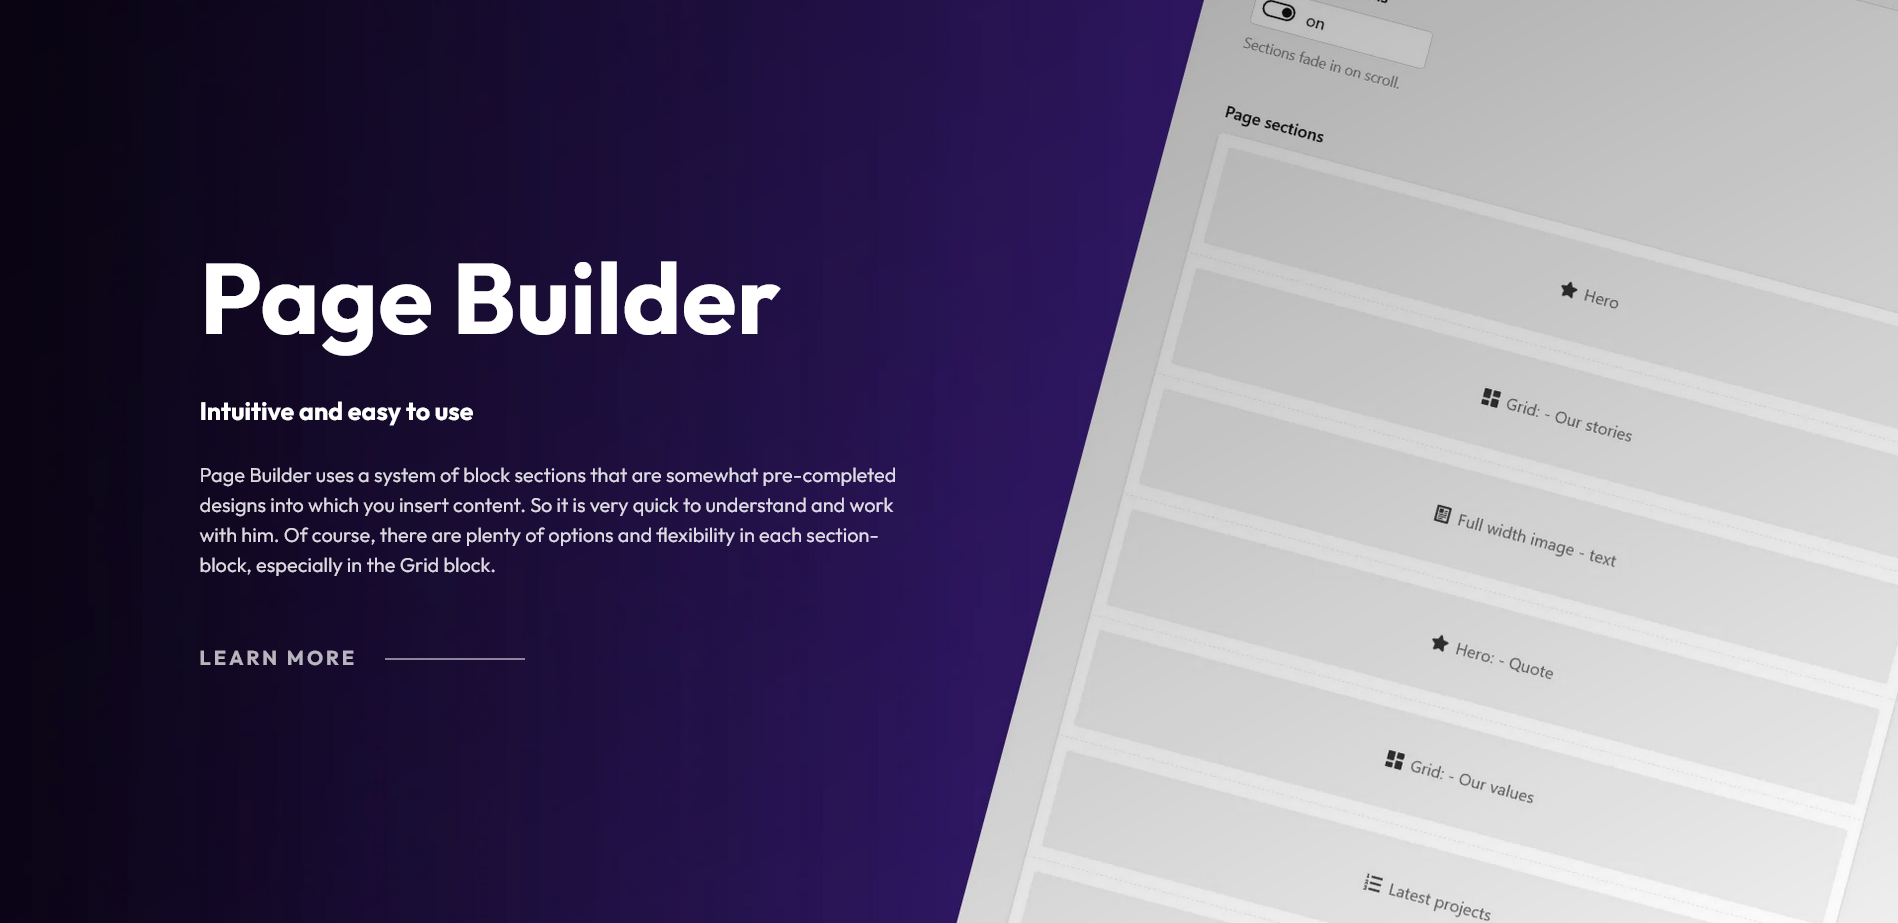 Page Builder
Intuitive and easy to use
Page Builder uses a system of block sections that are somewhat pre-completed
designs into which you insert content. So it is very quick to understand and work
with him. Of course, there are plenty of options and flexibility in each section-
block, especially in the Grid block.
LEARN MORE
on
Sections fade in on scroll.
Page sections
Hero
Grid: - Our stories
Full width image - text
Hero: - Quote
Grid: - Our values
Latest projects